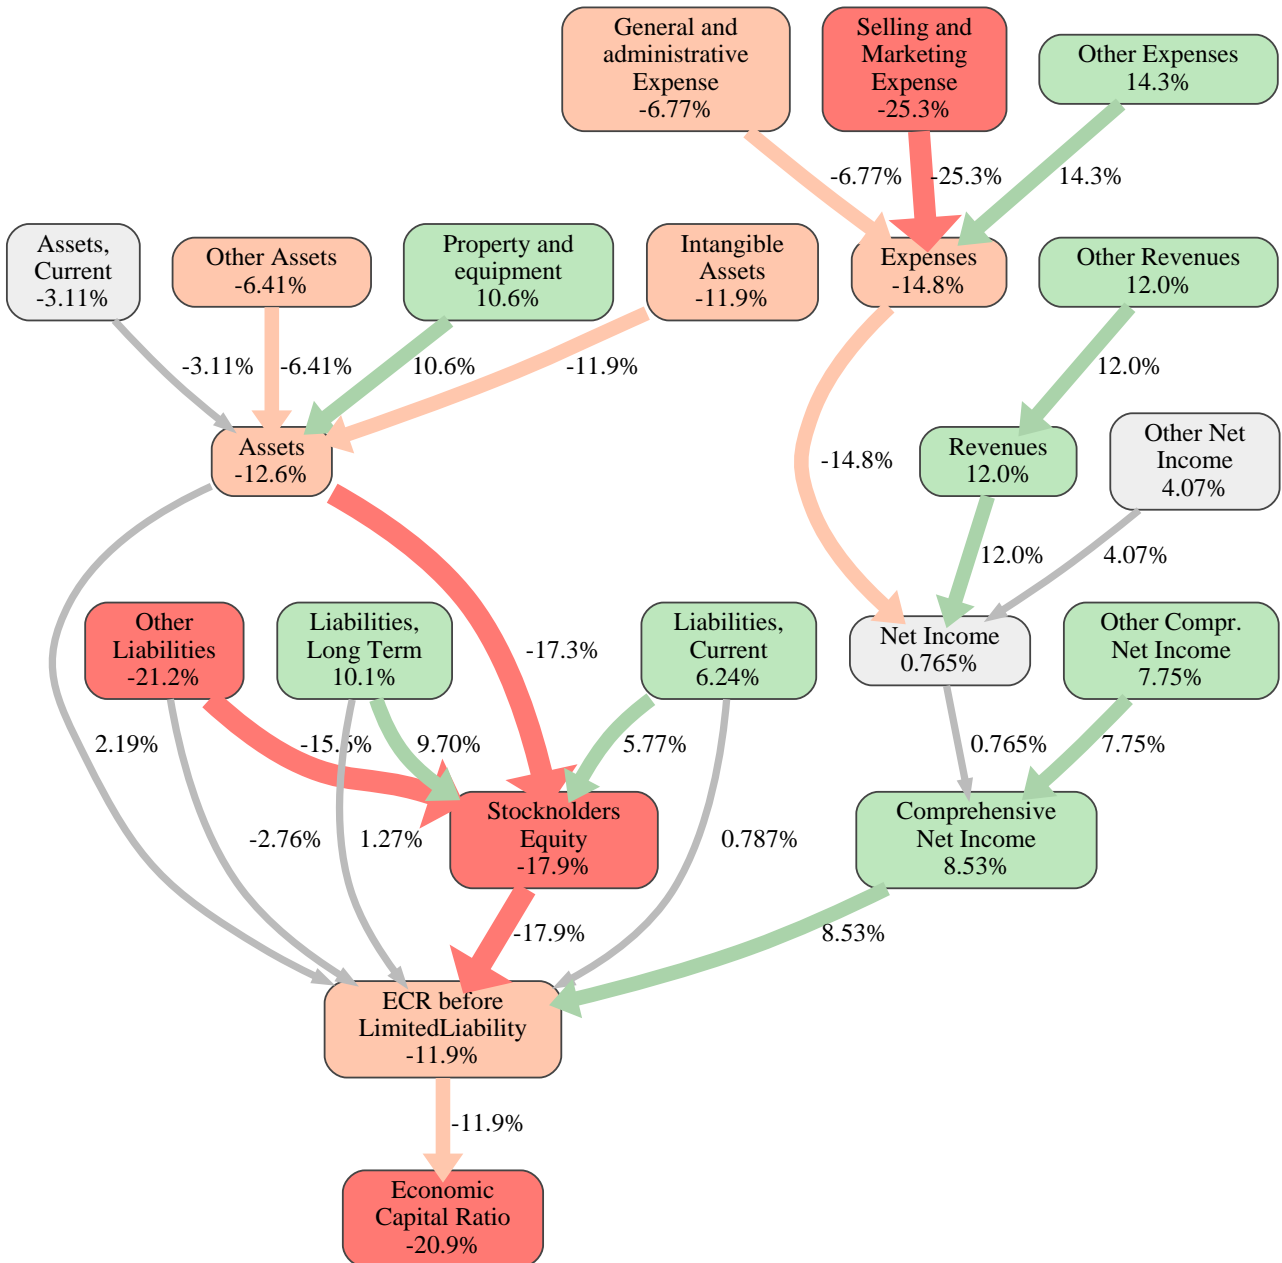 General and
administrative
Expense
-6.77%
Selling and
Marketing
Expense
-25.3%
Other Expenses
14.3%
-6.77%
-25.3%
14.3%
Assets,
Current
-3.11%
Other Assets
-6.41%
Property and
equipment
10.6%
Intangible
Assets
-11.9%
Expenses
-14.8%
Other Revenues
12.0%
-3.11%
-6.41%
10.6%
-11.9%
12.0%
Assets
-12.6%
-14.8%
Revenues
12.0%
Other Net
Income
4.07%
12.0%
4.07%
Other
Liabilities
-21.2%
Liabilities,
Long Term
10.1%
-17.3%
Liabilities,
Current
6.24%
Net Income
0.765%
Other Compr.
Net Income
7.75%
2.19%
-15.6%
9.70%
5.77%
0.765%
7.75%
Stockholders
Equity
-17.9%
Comprehensive
Net Income
8.53%
-2.76%
1.27%
0.787%
-17.9%
8.53%
ECR before
LimitedLiability
-11.9%
-11.9%
Economic
Capital Ratio
-20.9%